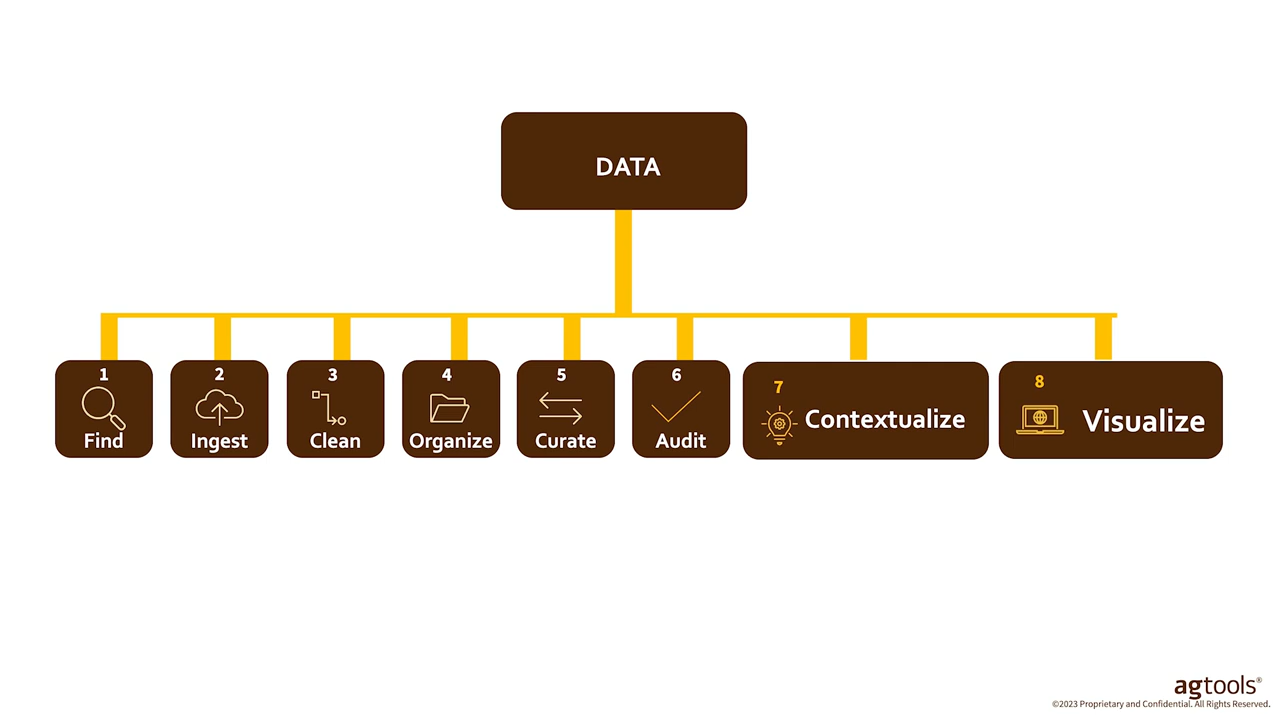 DATA
1
Find
2
Ingest
3
Clean
4
Organize
5
Curate
6
Audit
7
Contextualize
8
Visualize
agtools®
©2023 Proprietary and Confidential. All Rights Reserved.